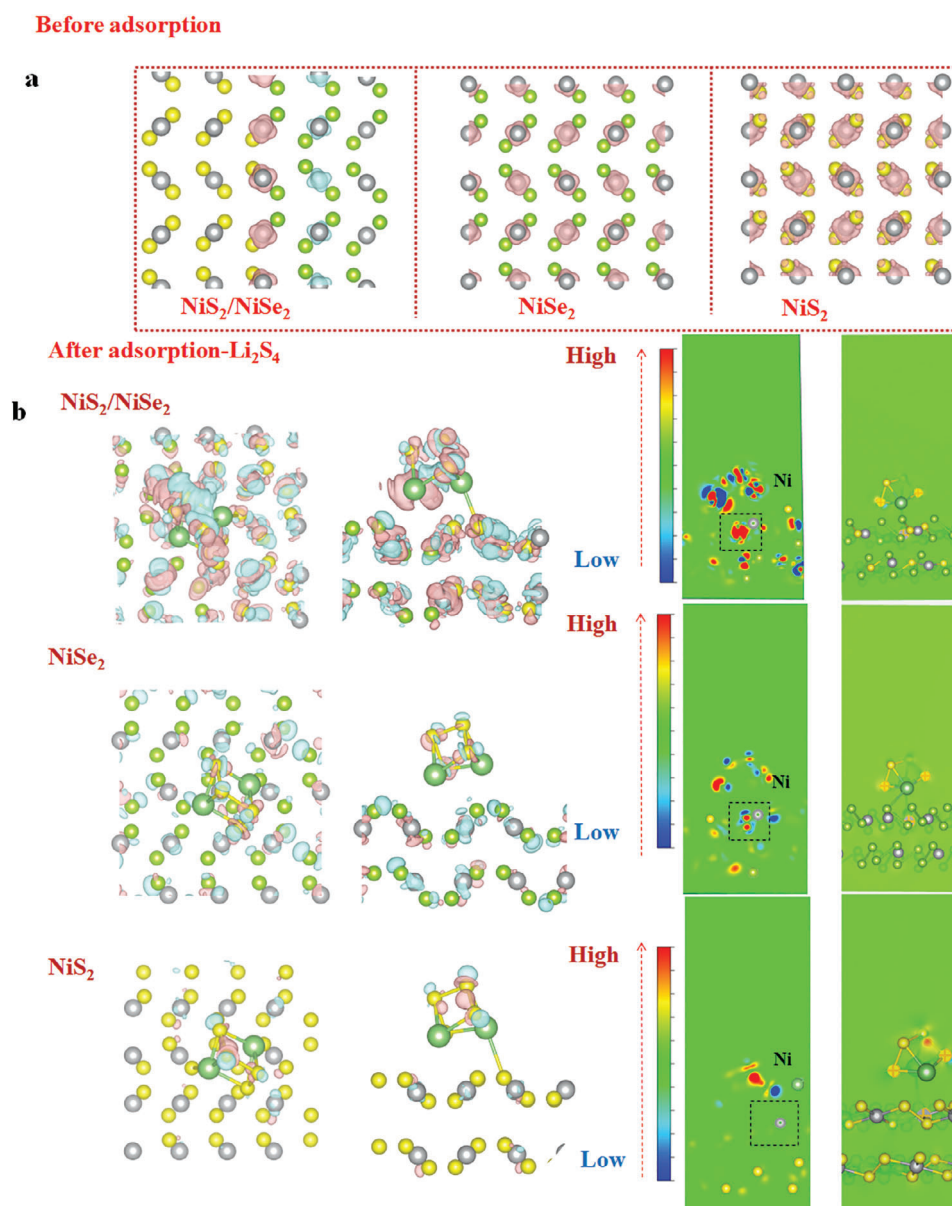 Before adsorption
a
NiS₂/NiSe₂
NiSe₂
NiS₂
After adsorption-Li₂S₄
High
b
NiS₂/NiSe₂
Ni
Low
High
NiSe₂
Ni
Low
NiS₂
High
Ni
Low